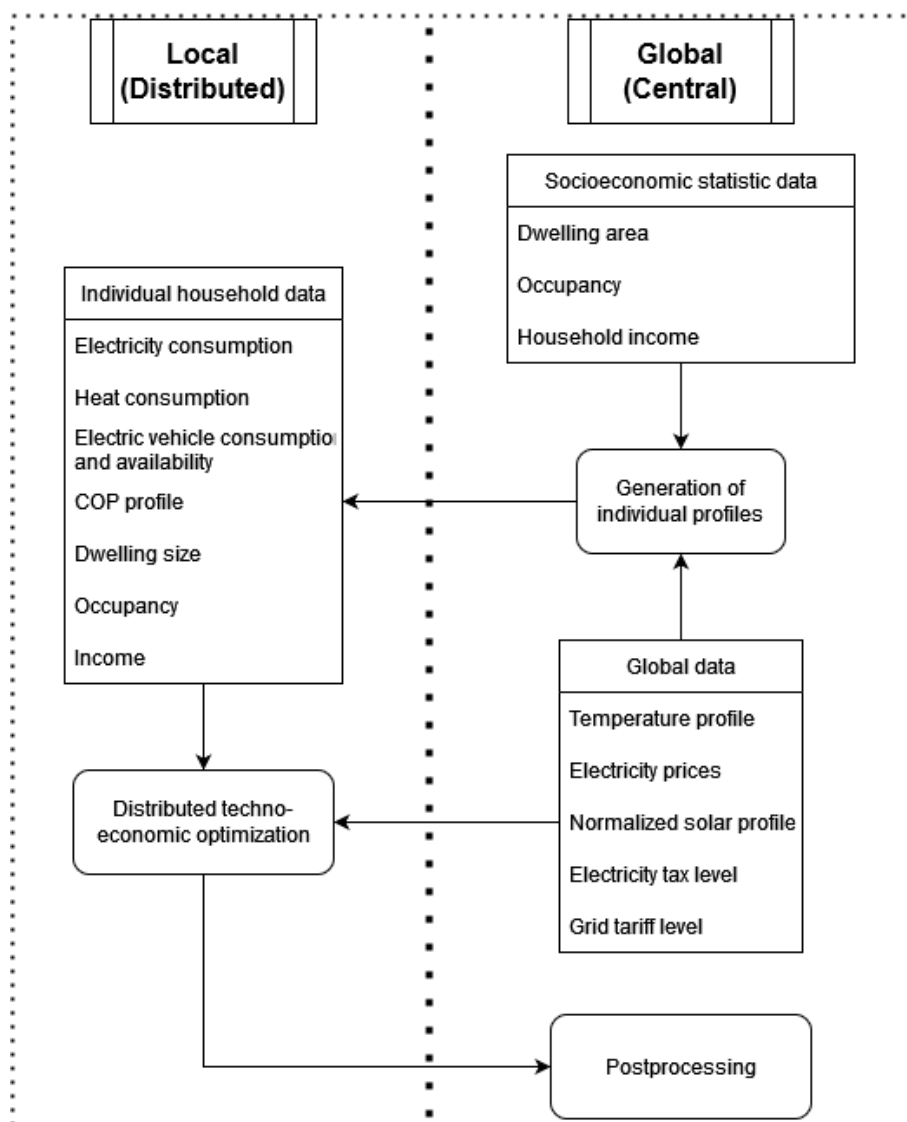 Local
(Distributed)
Global
(Central)
Socioeconomic statistic data
Dwelling area
Occupancy
Household income
Individual household data
Electricity consumption
Heat consumption
Electric vehicle consumptio
and availability
COP profile
Dwelling size
Occupancy
Income
Generation of
individual profiles
Global data
Temperature profile
Electricity prices
Normalized solar profile
Electricity tax level
Grid tariff level
Distributed techno-
economic optimization
Postprocessing